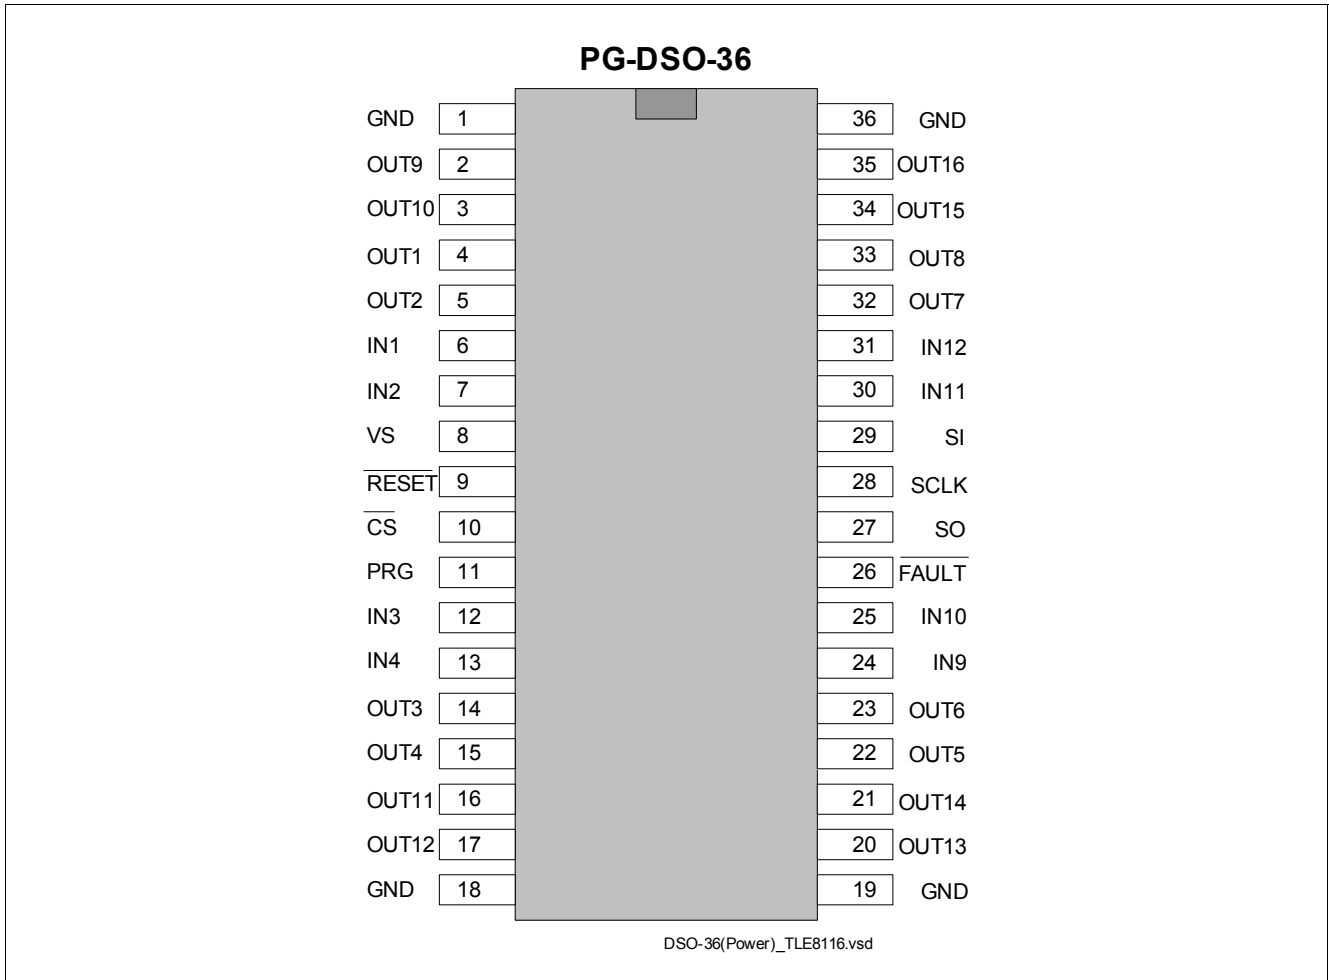 PG-DSO-36
GND 1 36 GND
OUT9 2 35 OUT16
OUT10 3 34 OUT15
OUT1 4 33 OUT8
OUT2 5 32 OUT7
IN1 6 31 IN12
IN2 7 30 IN11
VS 8 29 SI
RESET 9 28 SCLK
CS 10 27 SO
PRG 11 26 FAULT
IN3 12 25 IN10
IN4 13 24 IN9
OUT3 14 23 OUT6
OUT4 15 22 OUT5
OUT11 16 21 OUT14
OUT12 17 20 OUT13
GND 18 19 GND
DSO-36(Power)_TLE8116.vsd